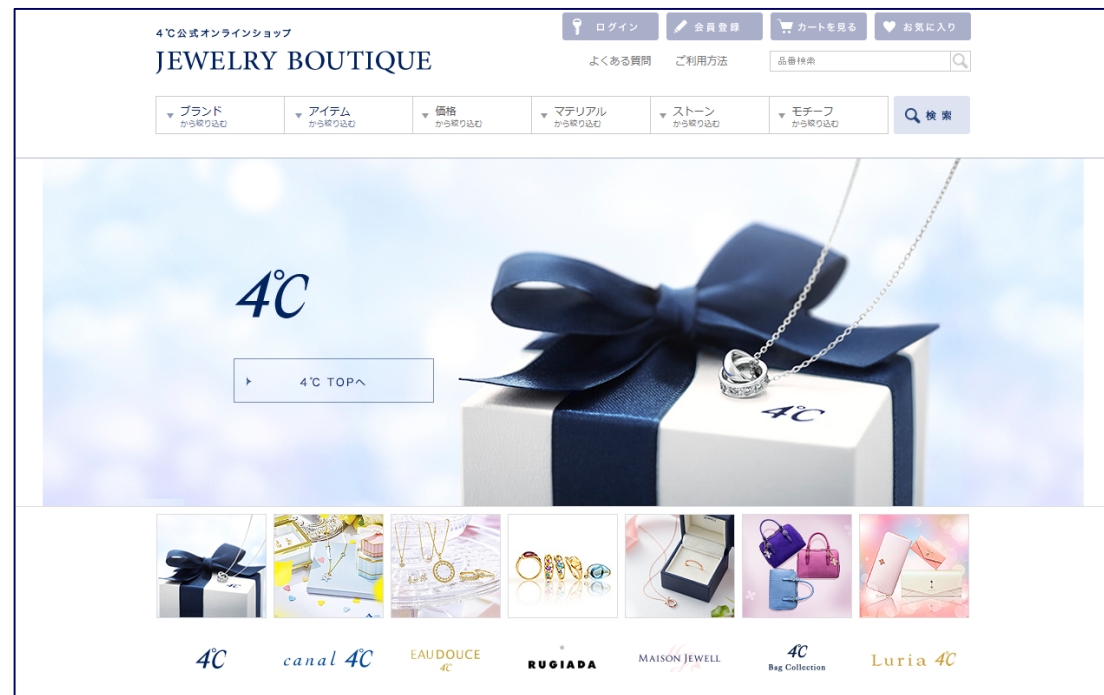 4℃公式オンラインショップ
JEWELRY BOUTIQUE
ログイン
会員登録
カートを見る
お気に入り
よくある質問
ご利用方法
品番検索
ブランド
から絞り込む
アイテム
から絞り込む
価格
から絞り込む
マテリアル
から絞り込む
ストーン
から絞り込む
モチーフ
から絞り込む
検索
4℃
4℃ TOPへ
4℃
4℃
canal 4℃
EAUDOUCE
4℃
RUGIADA
MAISON JEWELL
4℃
Bag Collection
Luria 4℃